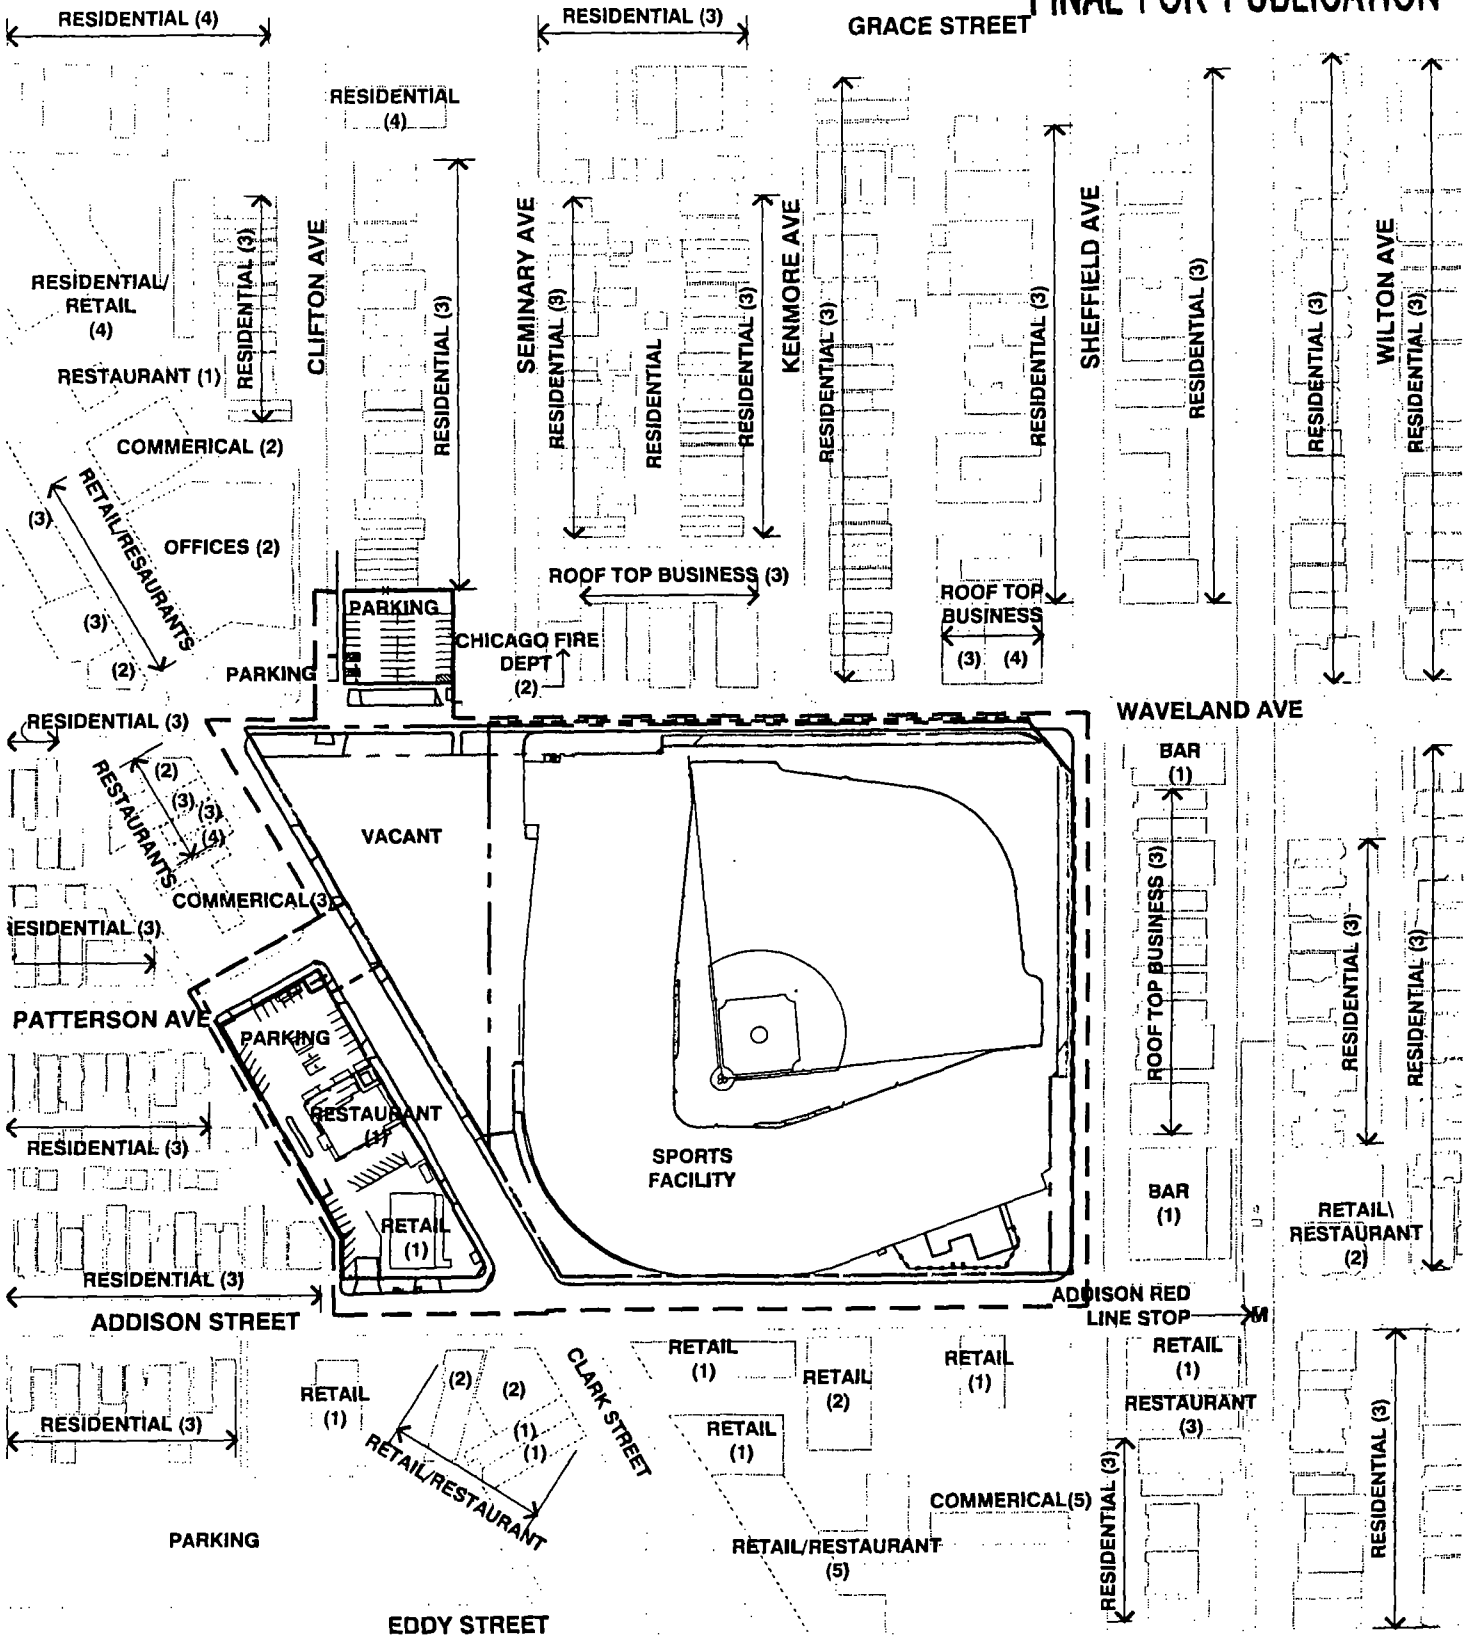 FINAL FOR PUBLICATION
RESIDENTIAL (4)
RESIDENTIAL (3)
GRACE STREET
RESIDENTIAL
(4)
CLIFTON AVE
SEMINARY AVE
KENMORE AVE
SHEFFIELD AVE
WILTON AVE
RESIDENTIAL/
RETAIL
(4)
RESIDENTIAL (3)
RESIDENTIAL (3)
RESIDENTIAL (3)
RESIDENTIAL
RESIDENTIAL (3)
RESIDENTIAL (3)
RESIDENTIAL (3)
RESIDENTIAL (3)
RESIDENTIAL (3)
RESIDENTIAL (3)
RESTAURANT (1)
COMMERICAL (2)
RETAIL/RESAURANTS
(3)
(3)
(2)
OFFICES (2)
PARKING
PARKING
CHICAGO FIRE
DEPT
(2)
ROOF TOP BUSINESS (3)
ROOF TOP
BUSINESS
(3)
(4)
WAVELAND AVE
RESIDENTIAL (3)
RESTAURANTS
(2)
(3)
(3)
(4)
VACANT
BAR
(1)
COMMERICAL(3)
ROOF TOP BUSINESS (3)
RESIDENTIAL (3)
RESIDENTIAL (3)
ESIDENTIAL (3)
PATTERSON AVE
PARKING
RESTAURANT
(1)
RESIDENTIAL (3)
SPORTS
FACILITY
BAR
(1)
RETAIL\
RESTAURANT
(2)
RETAIL
(1)
RESIDENTIAL (3)
ADDISON STREET
ADDISON RED
LINE STOP
M
RETAIL
(1)
(2)
(2)
(1)
(1)
RETAIL/RESTAURANT
CLARK STREET
RETAIL
(1)
RETAIL
(2)
RETAIL
(1)
RETAIL
(1)
RETAIL
(1)
RESTAURANT
(3)
RESIDENTIAL (3)
RESIDENTIAL (3)
RESIDENTIAL (3)
COMMERICAL(5)
PARKING
RETAIL/RESTAURANT
(5)
EDDY STREET